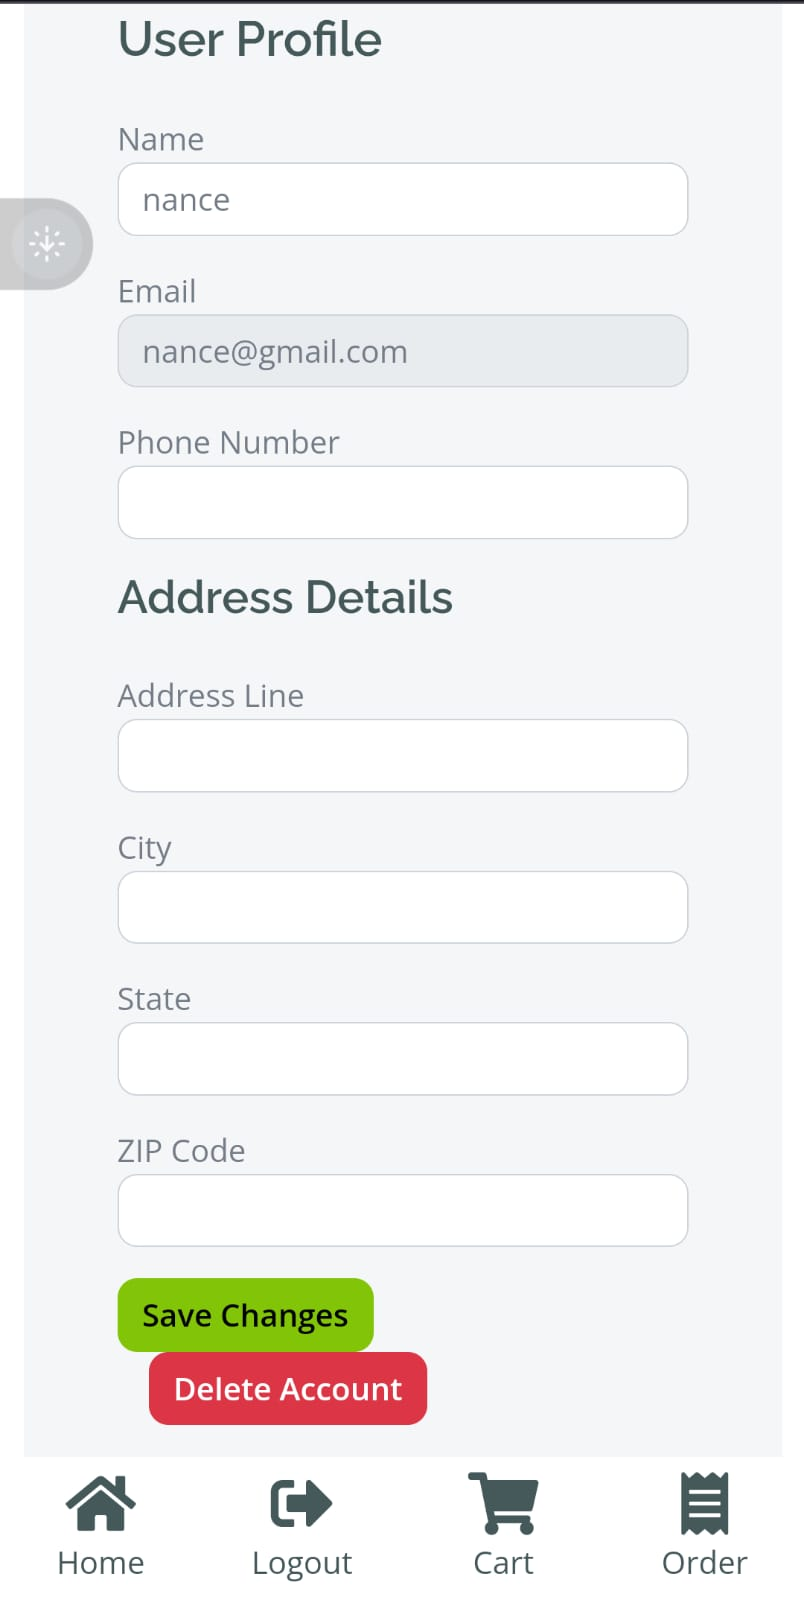 User Profile
Name
nance
Email
nance@gmail.com
Phone Number
Address Details
Address Line
City
State
ZIP Code
Save Changes
Delete Account
Home
Logout
Cart
Order